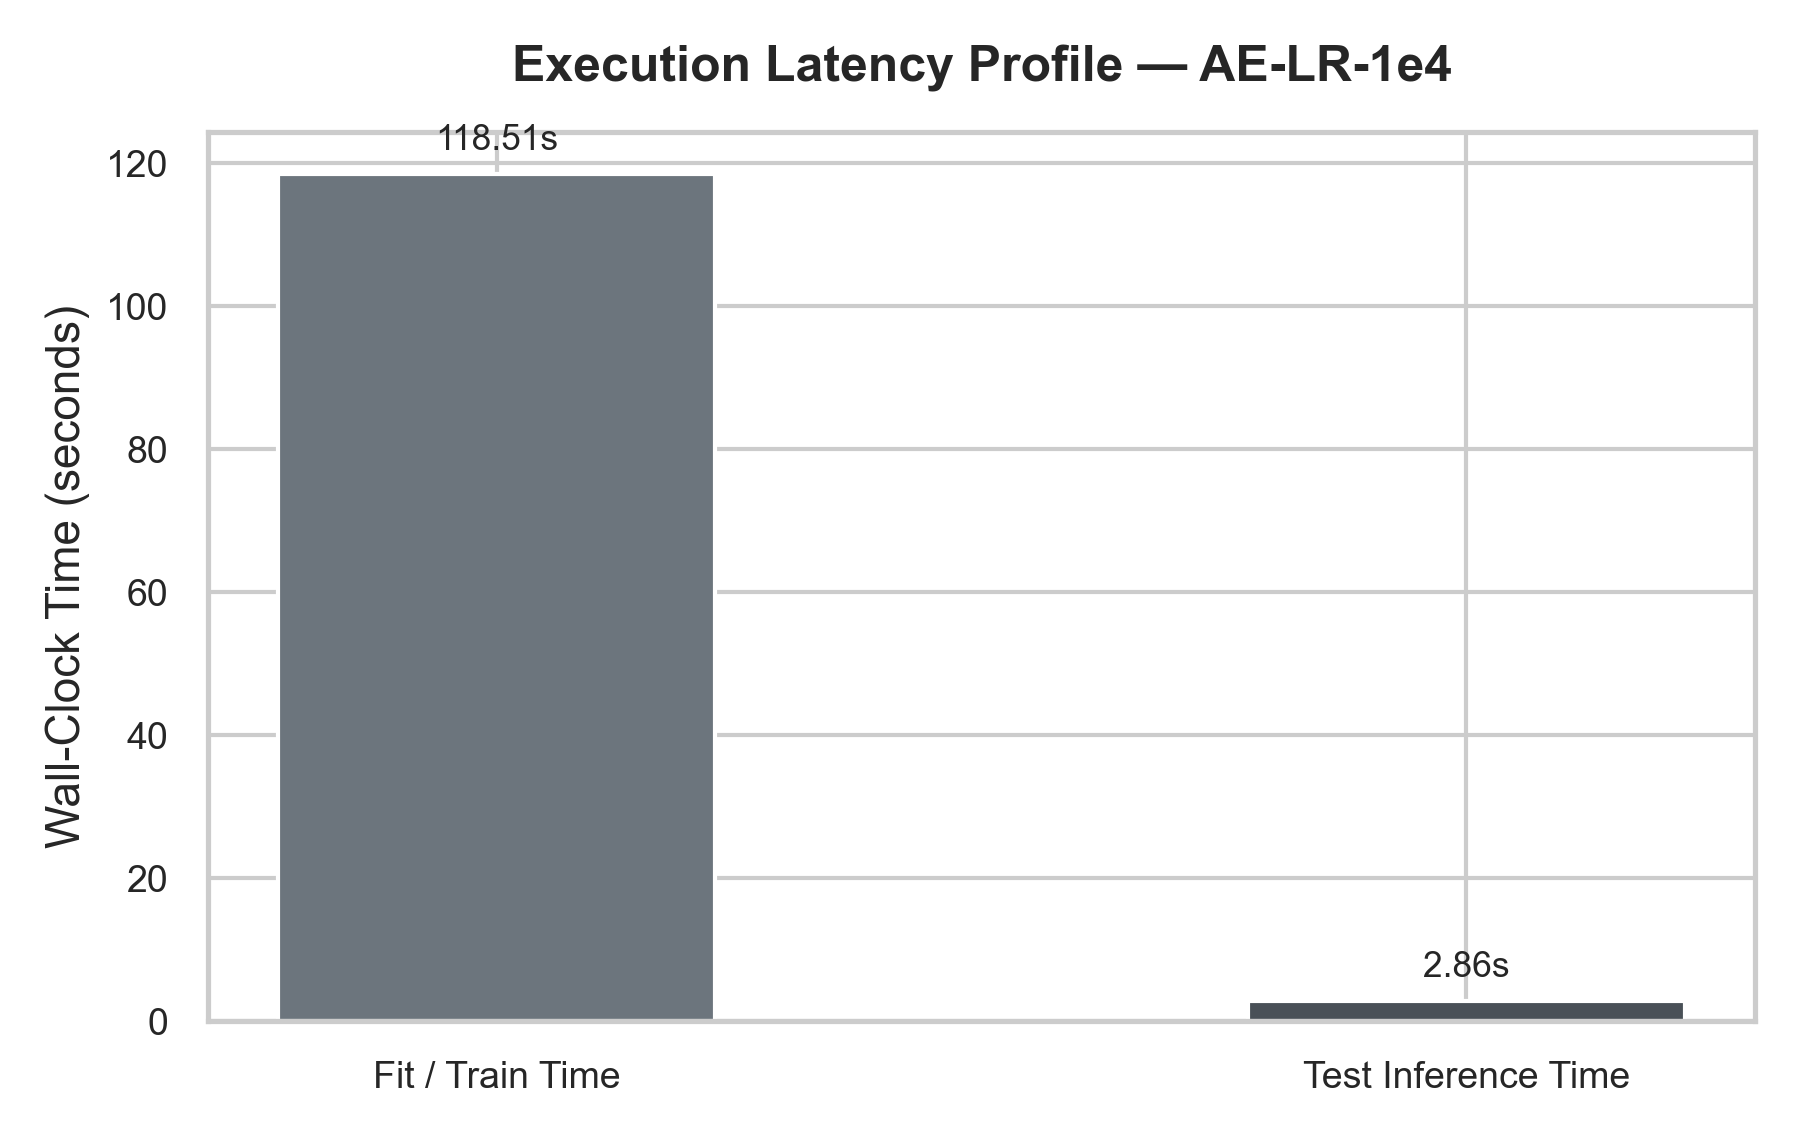 Execution Latency Profile — AE-LR-1e4
118.51s
120
100
80
60
40
20
0
Wall-Clock Time (seconds)
2.86s
Fit / Train Time
Test Inference Time